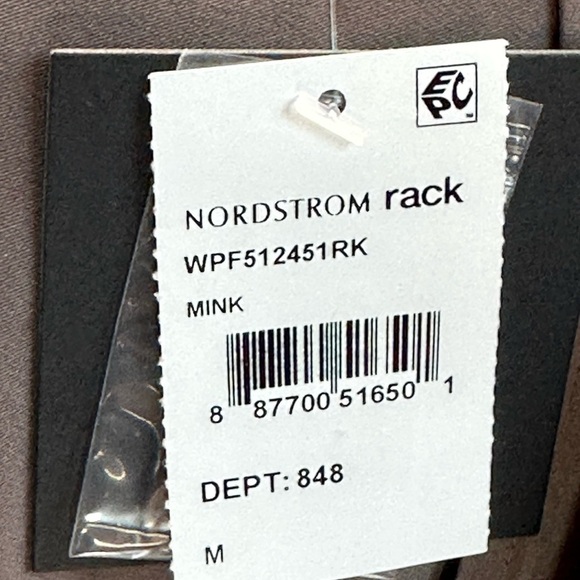 EPC
NORDSTROM rack
WPF512451RK
MINK
8 87700 51650 1
DEPT: 848
M